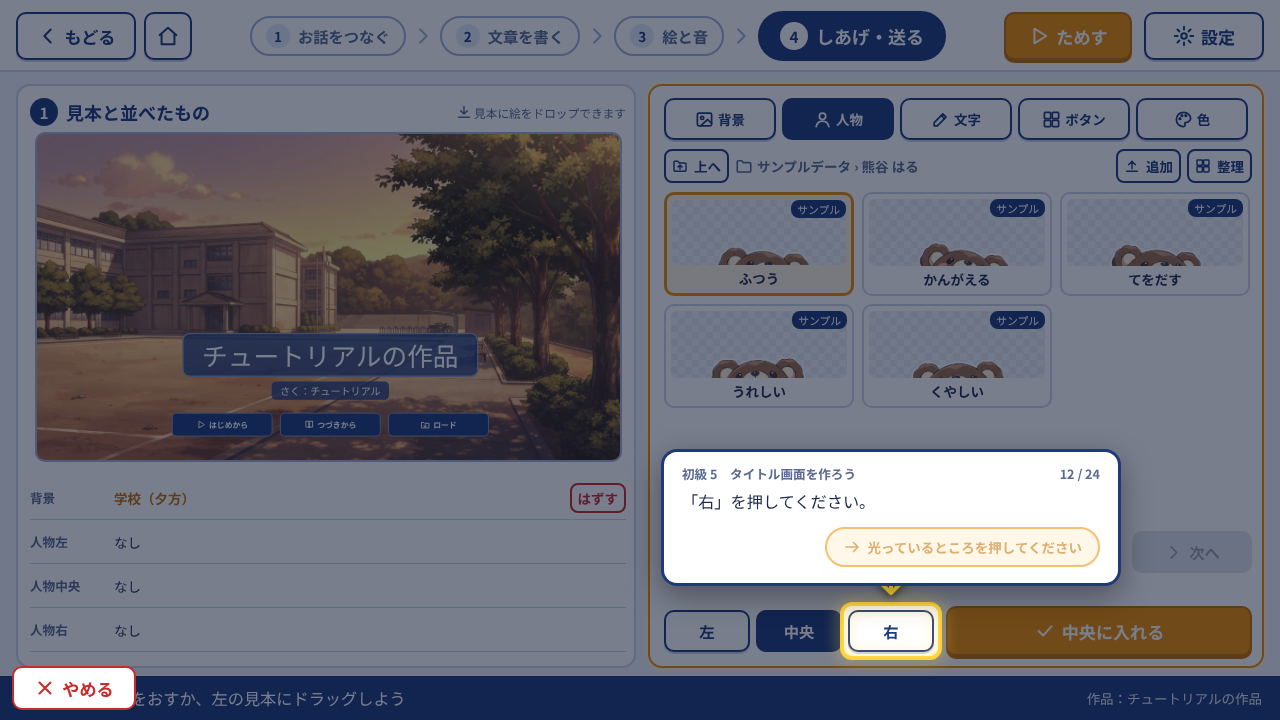 もどる
1 お話をつなぐ
2 文章を書く
3 絵と音
4 しあげ・送る
ためす
設定
1 見本と並べたもの
見本に絵をドロップできます
チュートリアルの作品
さく：チュートリアル
はじめから
つづきから
ロード
背景 学校（夕方） はずす
人物左 なし
人物中央 なし
人物右 なし
背景
人物
文字
ボタン
色
上へ
サンプルデータ › 熊谷 はる
追加
整理
サンプル
ふつう
サンプル
かんがえる
サンプル
てをだす
サンプル
うれしい
サンプル
くやしい
初級 5 タイトル画面を作ろう 12 / 24
「右」を押してください。
光っているところを押してください
次へ
左
中央
右
中央に入れる
やめる
をおすか、左の見本にドラッグしよう
作品：チュートリアルの作品